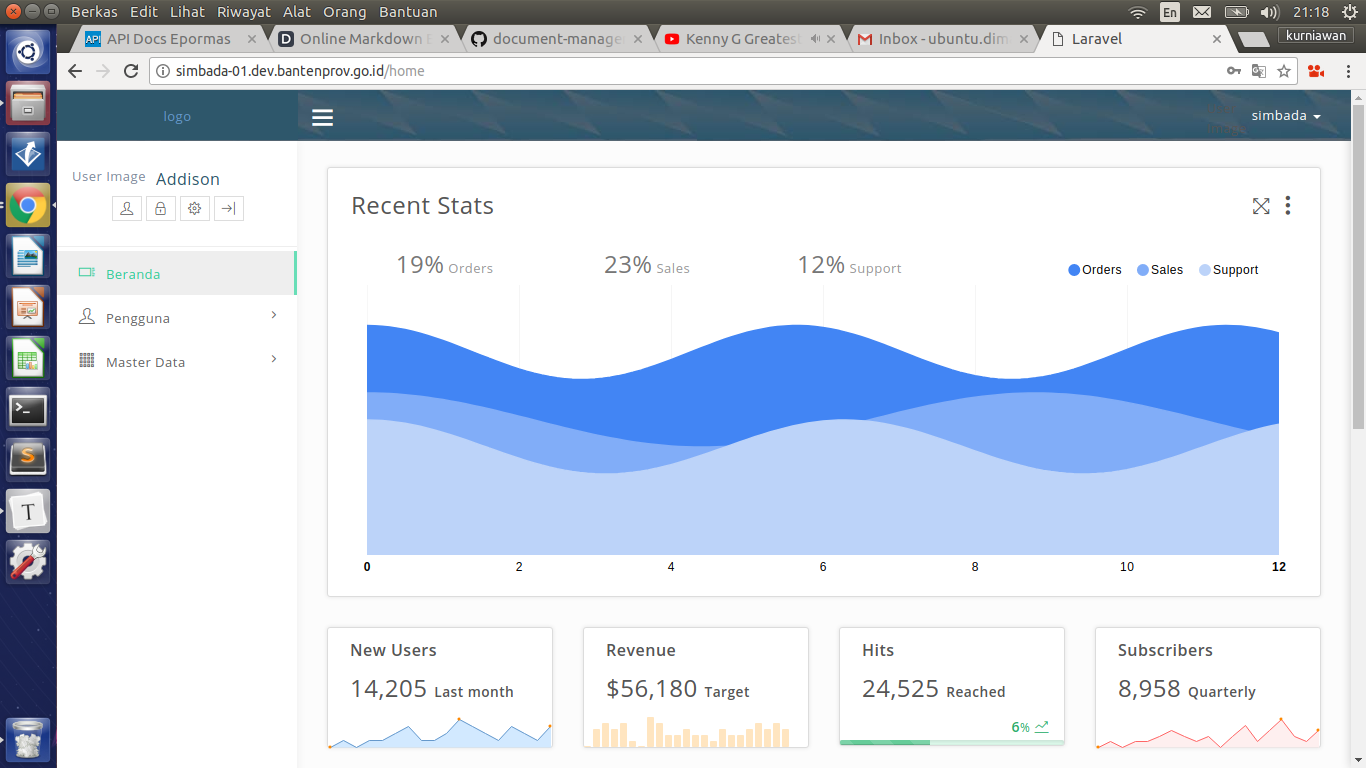 Berkas Edit Lihat Riwayat Alat Orang Bantuan
En
21:18
API Docs Epormas
Online Markdown E
document-manage
Kenny G Greatest
Inbox - ubuntu.dim
Laravel
kurniawan
simbada-01.dev.bantenprov.go.id/home
logo
simbada
User Image Addison
Beranda
Pengguna
Master Data
Recent Stats
19% Orders
23% Sales
12% Support
Orders Sales Support
0 2 4 6 8 10 12
New Users
14,205 Last month
Revenue
$56,180 Target
Hits
24,525 Reached
6%
Subscribers
8,958 Quarterly